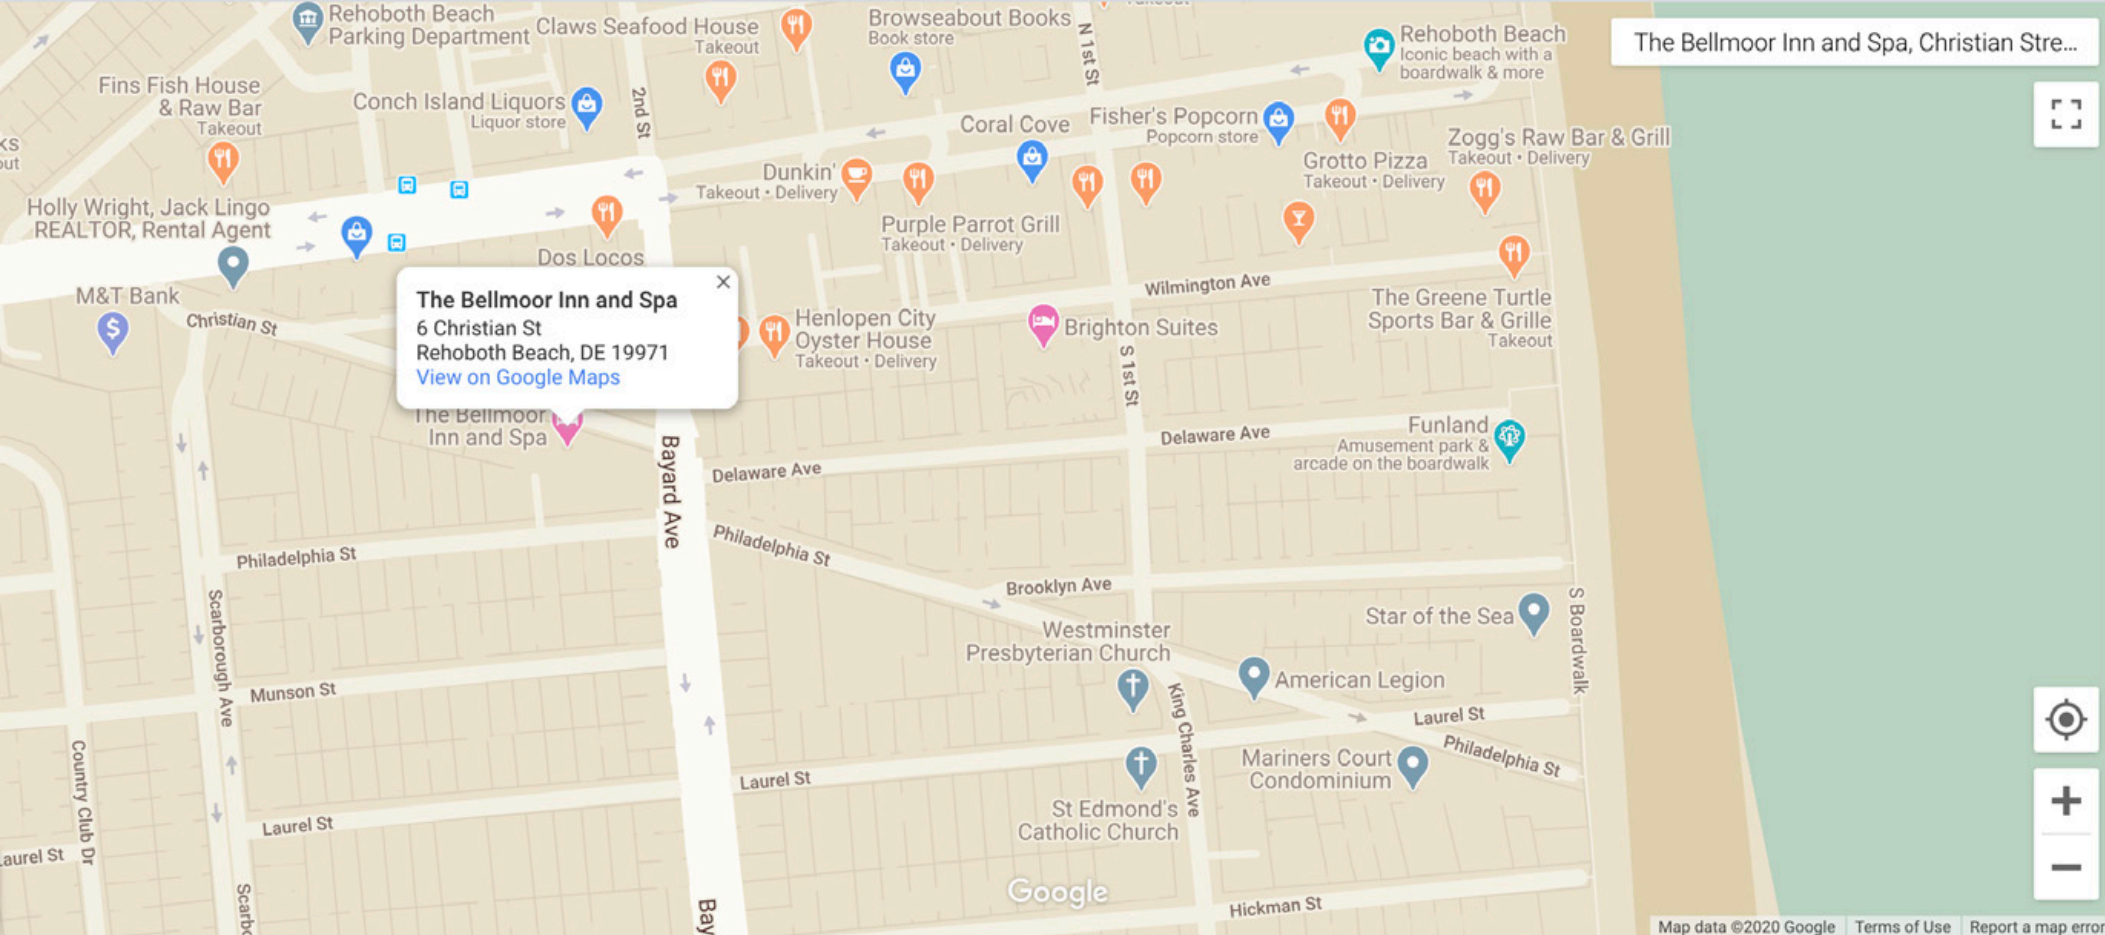 Rehoboth Beach
Parking Department
Claws Seafood House
Takeout
Browseabout Books
Book store
N 1st St
Rehoboth Beach
Iconic beach with a
boardwalk & more
The Bellmoor Inn and Spa, Christian Stre...
Fins Fish House
& Raw Bar
Takeout
Conch Island Liquors
Liquor store
2nd St
Coral Cove
Fisher's Popcorn
Popcorn store
Grotto Pizza
Takeout • Delivery
Zogg's Raw Bar & Grill
Takeout • Delivery
Dunkin'
Takeout • Delivery
Purple Parrot Grill
Takeout • Delivery
Holly Wright, Jack Lingo
REALTOR, Rental Agent
Dos Locos
M&T Bank
Christian St
The Bellmoor Inn and Spa
6 Christian St
Rehoboth Beach, DE 19971
View on Google Maps
The Bellmoor
Inn and Spa
Henlopen City
Oyster House
Takeout • Delivery
Brighton Suites
Wilmington Ave
The Greene Turtle
Sports Bar & Grille
Takeout
S 1st St
Bayard Ave
Delaware Ave
Delaware Ave
Funland
Amusement park &
arcade on the boardwalk
Philadelphia St
Philadelphia St
Brooklyn Ave
Star of the Sea
S Boardwalk
Scarborough Ave
Munson St
Westminster
Presbyterian Church
American Legion
King Charles Ave
Laurel St
Philadelphia St
Mariners Court
Condominium
Country Club Dr
Laurel St
Laurel St
St Edmond's
Catholic Church
aurel St
Scarbo
Bay
Google
Hickman St
Map data ©2020 Google
Terms of Use
Report a map error